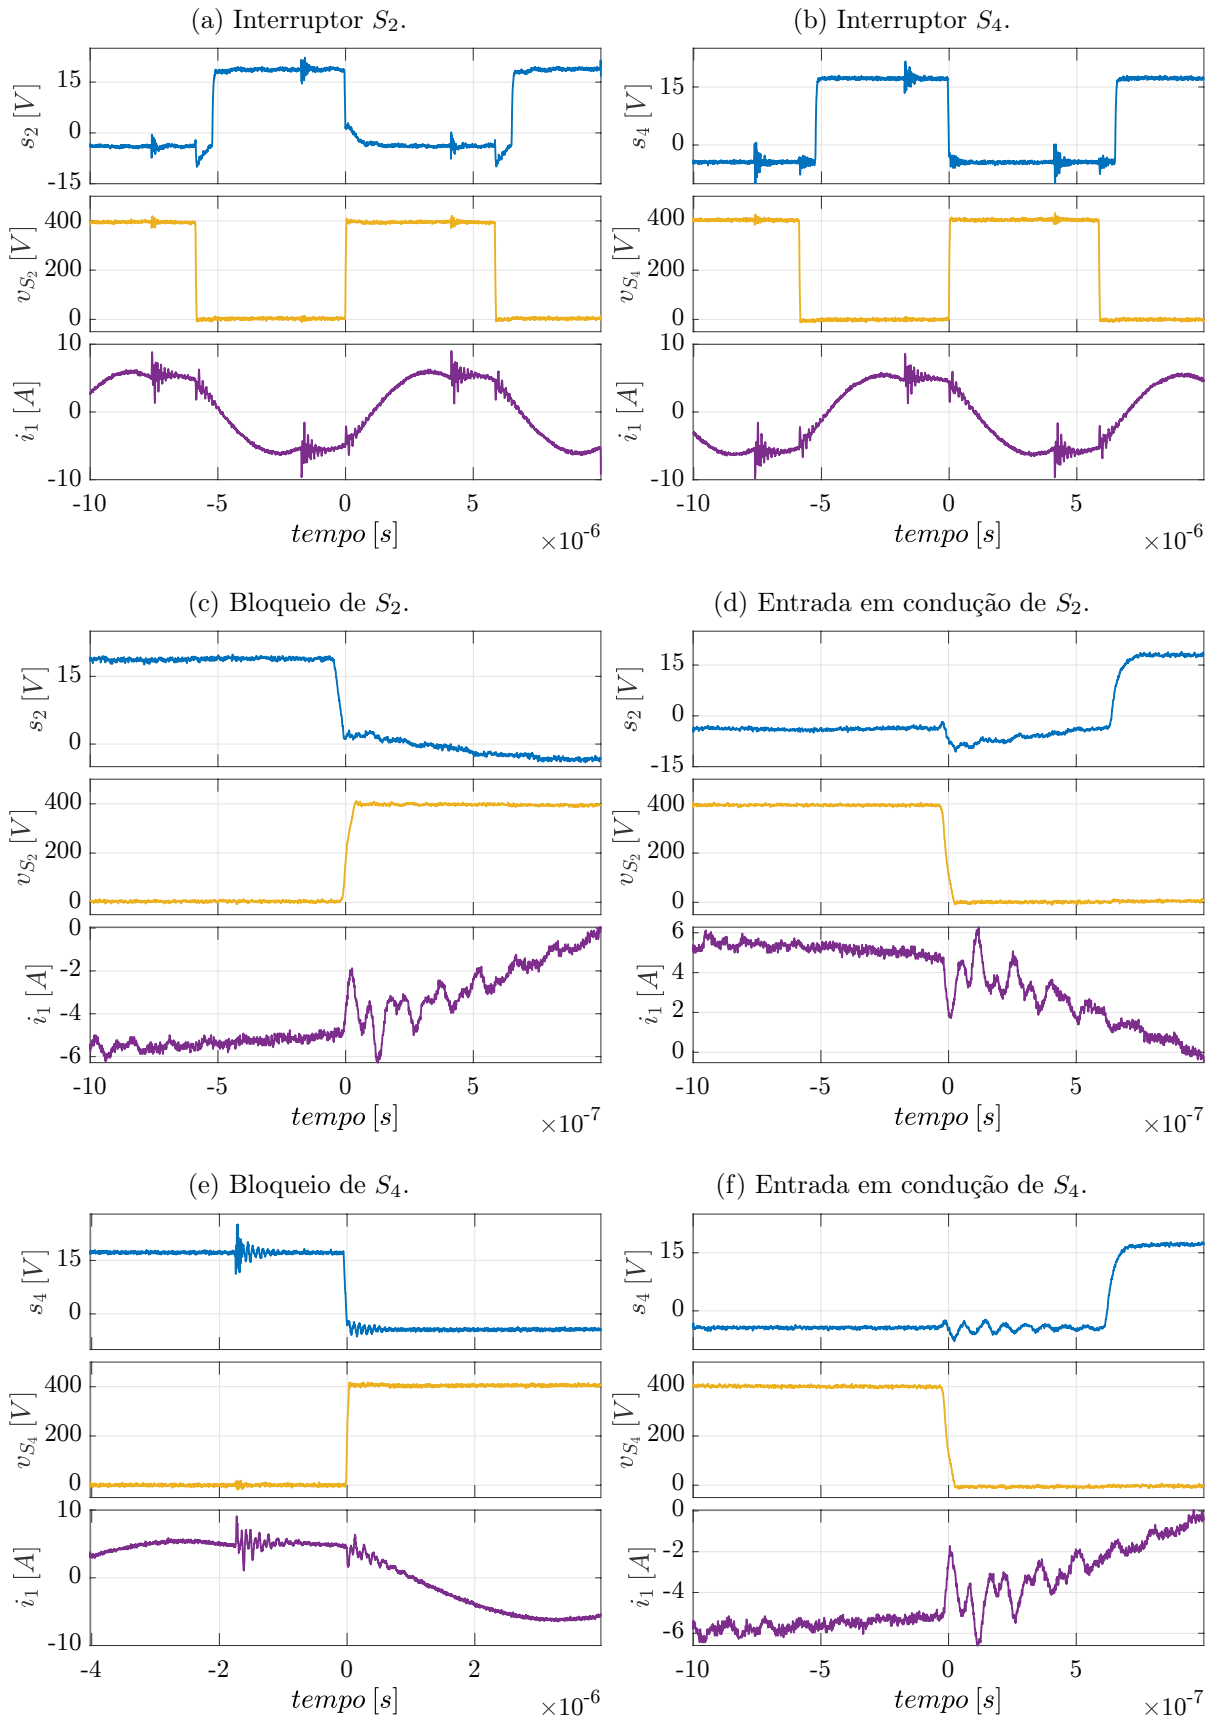 (a) Interruptor S₂.
15
0
-15
s₂ [V]
400
200
0
v_S₂ [V]
10
0
-10
i₁ [A]
-10 -5 0 5
tempo [s]
×10⁻⁶
(b) Interruptor S₄.
15
0
s₄ [V]
400
200
0
v_S₄ [V]
10
0
-10
i₁ [A]
-10 -5 0 5
tempo [s]
×10⁻⁶
(c) Bloqueio de S₂.
15
0
s₂ [V]
400
200
0
v_S₂ [V]
0
-2
-4
-6
i₁ [A]
-10 -5 0 5
tempo [s]
×10⁻⁷
(d) Entrada em condução de S₂.
15
0
-15
s₂ [V]
400
200
0
v_S₂ [V]
6
4
2
0
i₁ [A]
-10 -5 0 5
tempo [s]
×10⁻⁷
(e) Bloqueio de S₄.
15
0
s₄ [V]
400
200
0
v_S₄ [V]
10
0
-10
i₁ [A]
-4 -2 0 2
tempo [s]
×10⁻⁶
(f) Entrada em condução de S₄.
15
0
s₄ [V]
400
200
0
v_S₄ [V]
0
-2
-4
-6
i₁ [A]
-10 -5 0 5
tempo [s]
×10⁻⁷